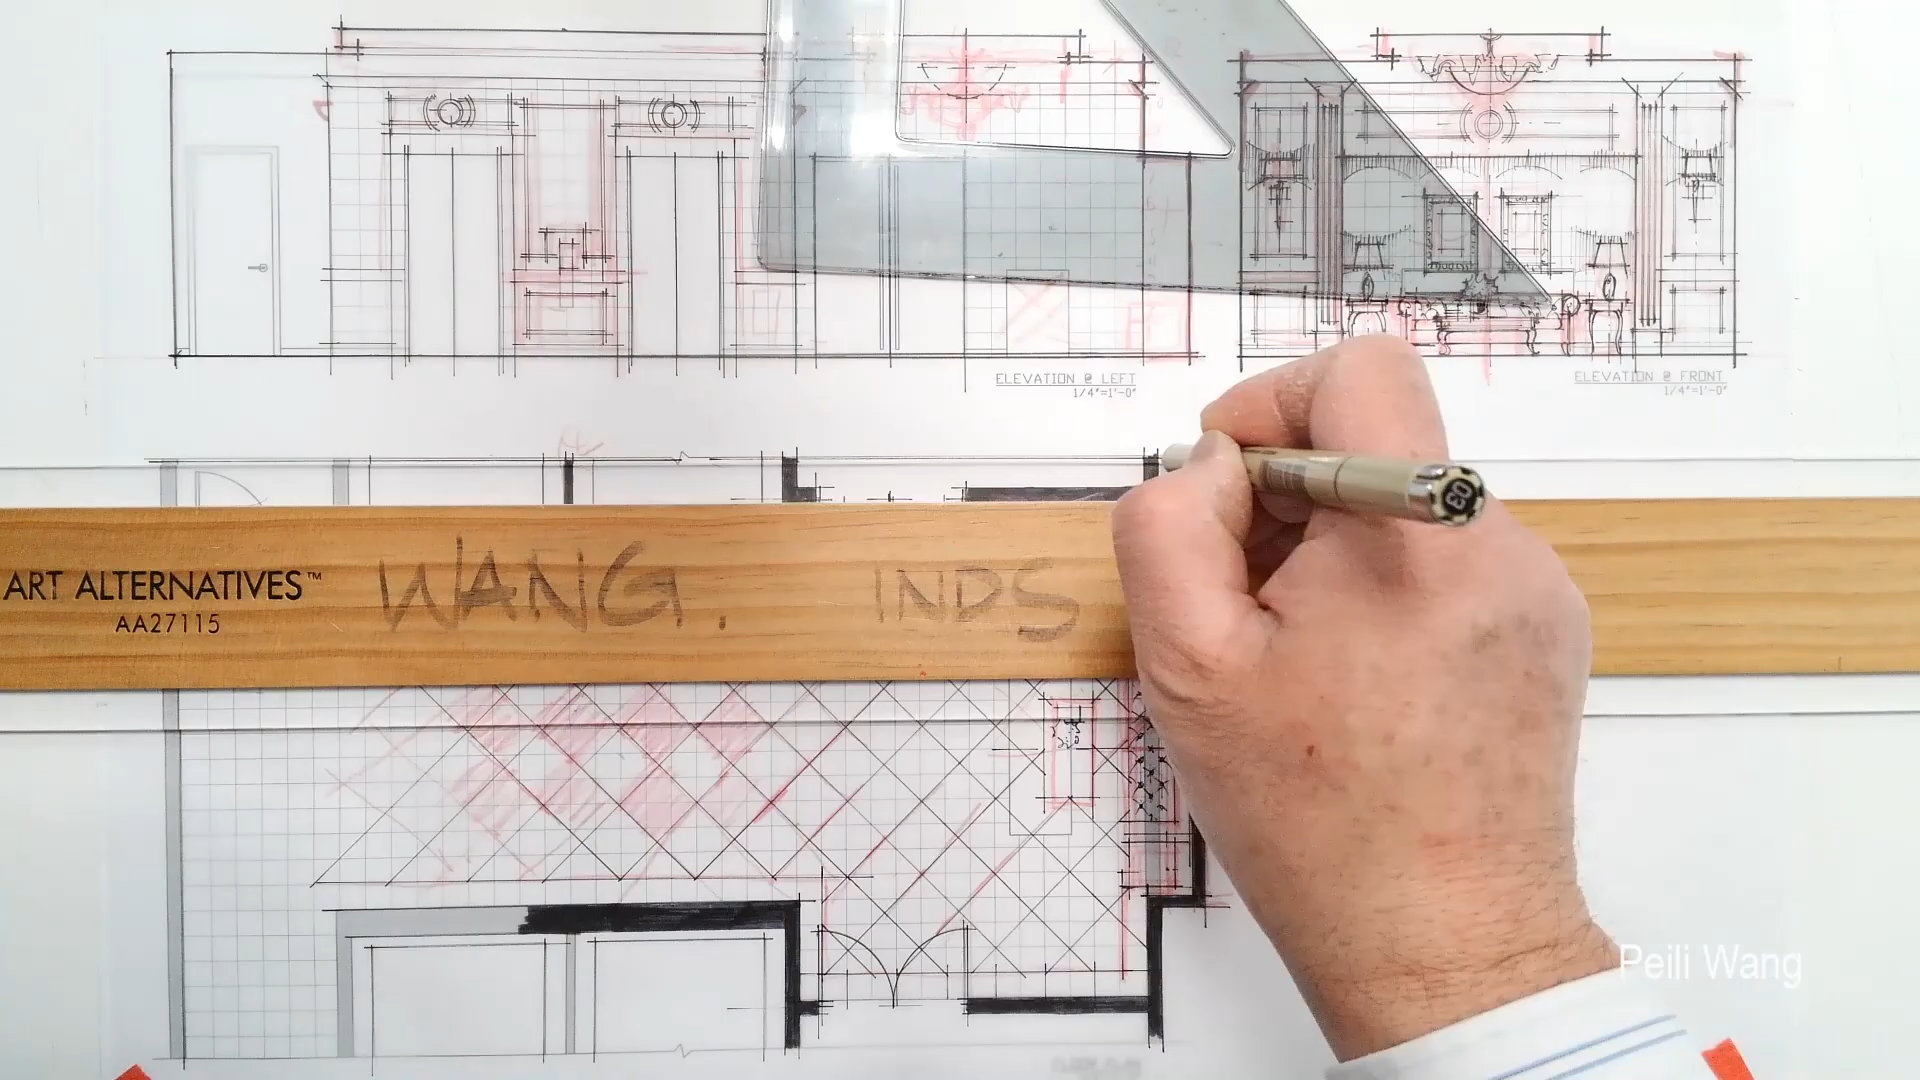 ELEVATION @ LEFT
1/4"=1'-0"
ELEVATION @ FRONT
1/4"=1'-0"
03
ART ALTERNATIVES™
AA27115
WANG. INDS
Peili Wang